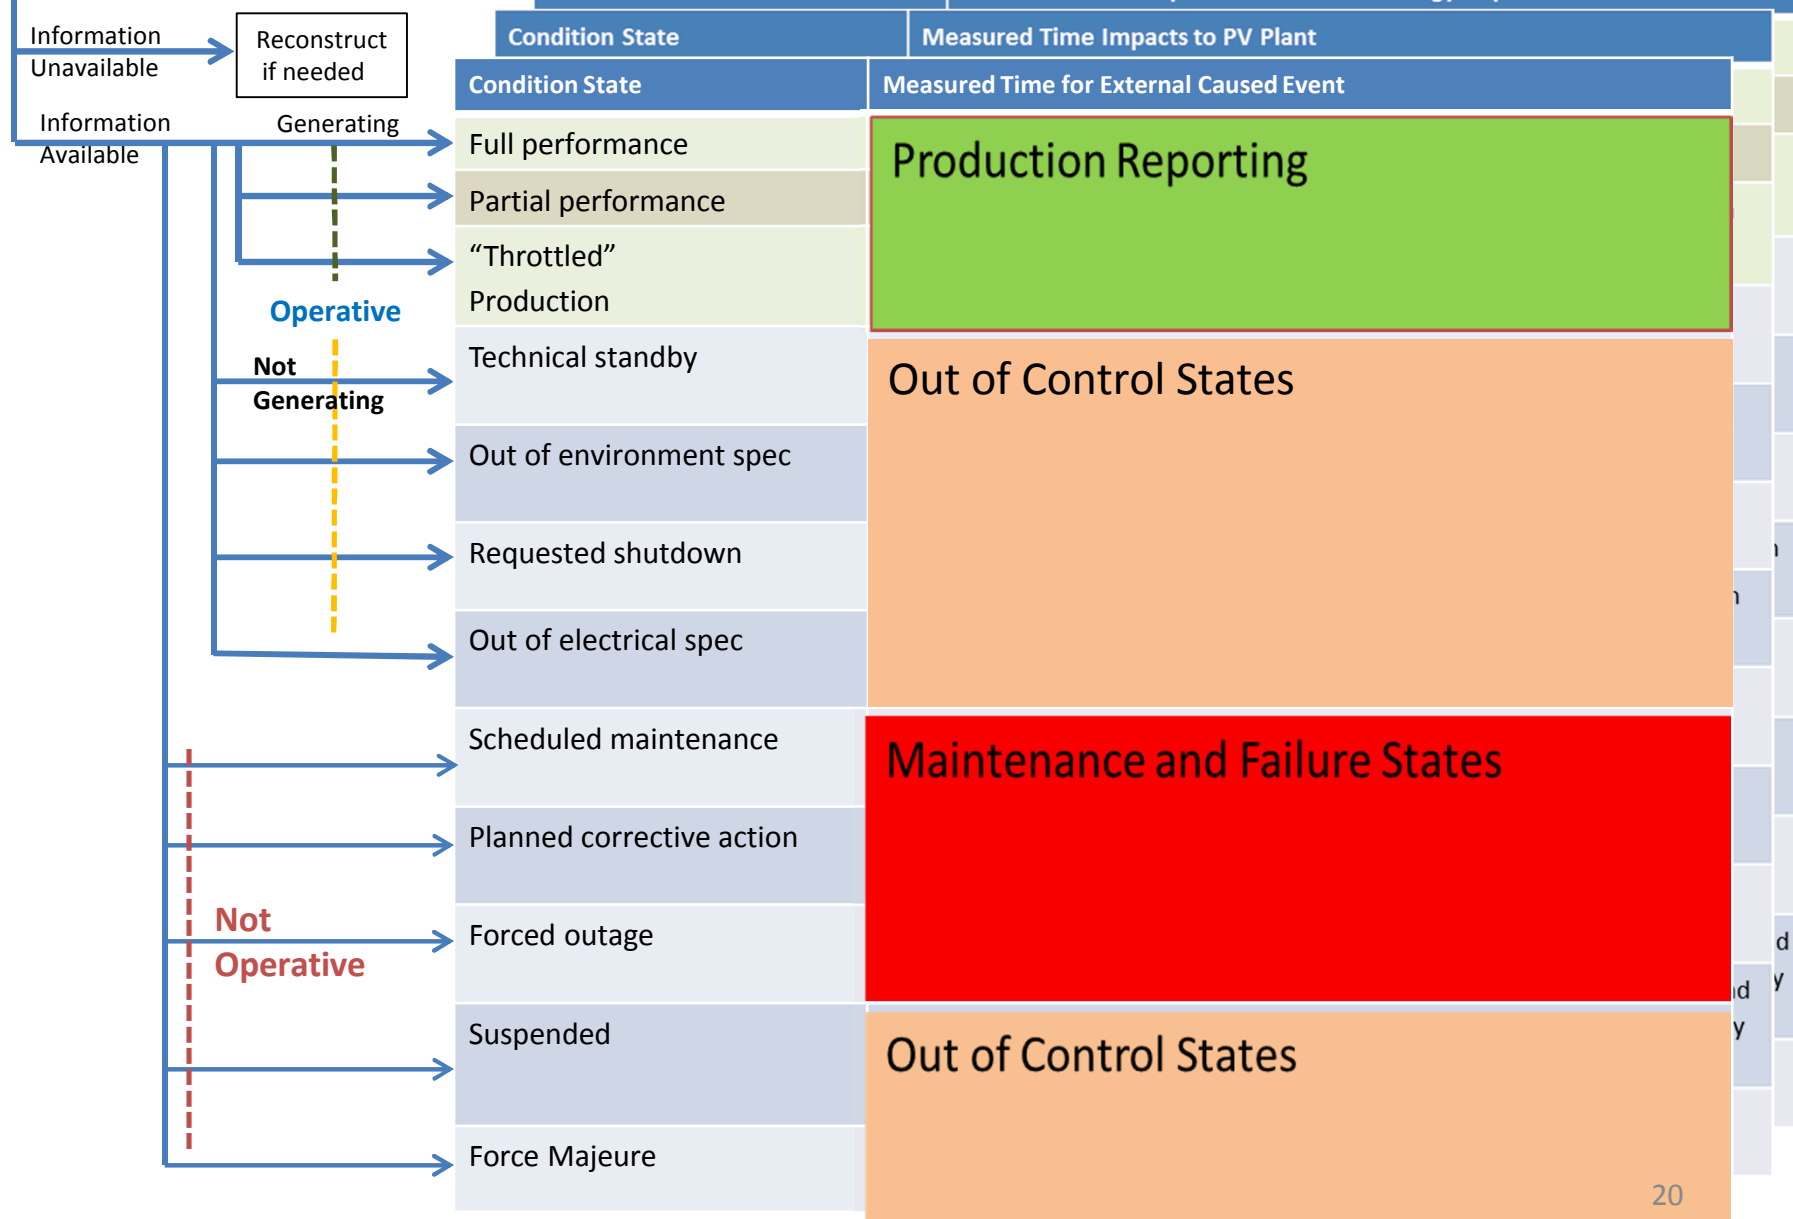 Condition State
Measured Time Impacts to PV Plant
Condition State
Measured Time for External Caused Event
Information
Unavailable
Reconstruct
if needed
Information
Available
Generating
Full performance
Partial performance
“Throttled”
Production
Production Reporting
Operative
Not
Generating
Technical standby
Out of environment spec
Requested shutdown
Out of electrical spec
Out of Control States
Not
Operative
Scheduled maintenance
Planned corrective action
Forced outage
Maintenance and Failure States
Suspended
Force Majeure
Out of Control States
d
y
y
20